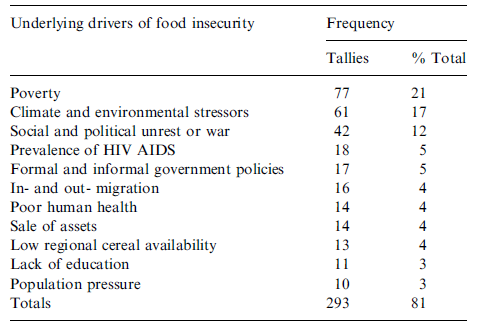 Underlying drivers of food insecurity Frequency
Tallies % Total
Poverty 77 21
Climate and environmental stressors 61 17
Social and political unrest or war 42 12
Prevalence of HIV AIDS 18 5
Formal and informal government policies 17 5
In- and out- migration 16 4
Poor human health 14 4
Sale of assets 14 4
Low regional cereal availability 13 4
Lack of education 11 3
Population pressure 10 3
Totals 293 81